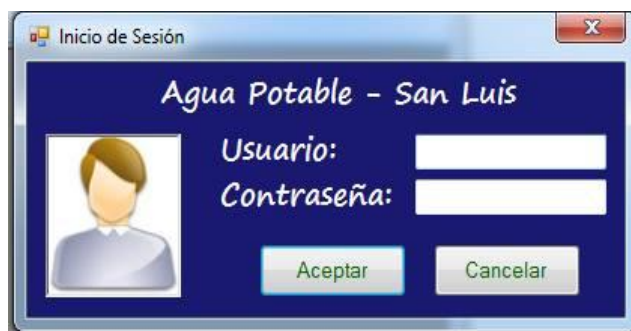 Inicio de Sesión
Agua Potable - San Luis
Usuario:
Contraseña:
Aceptar Cancelar